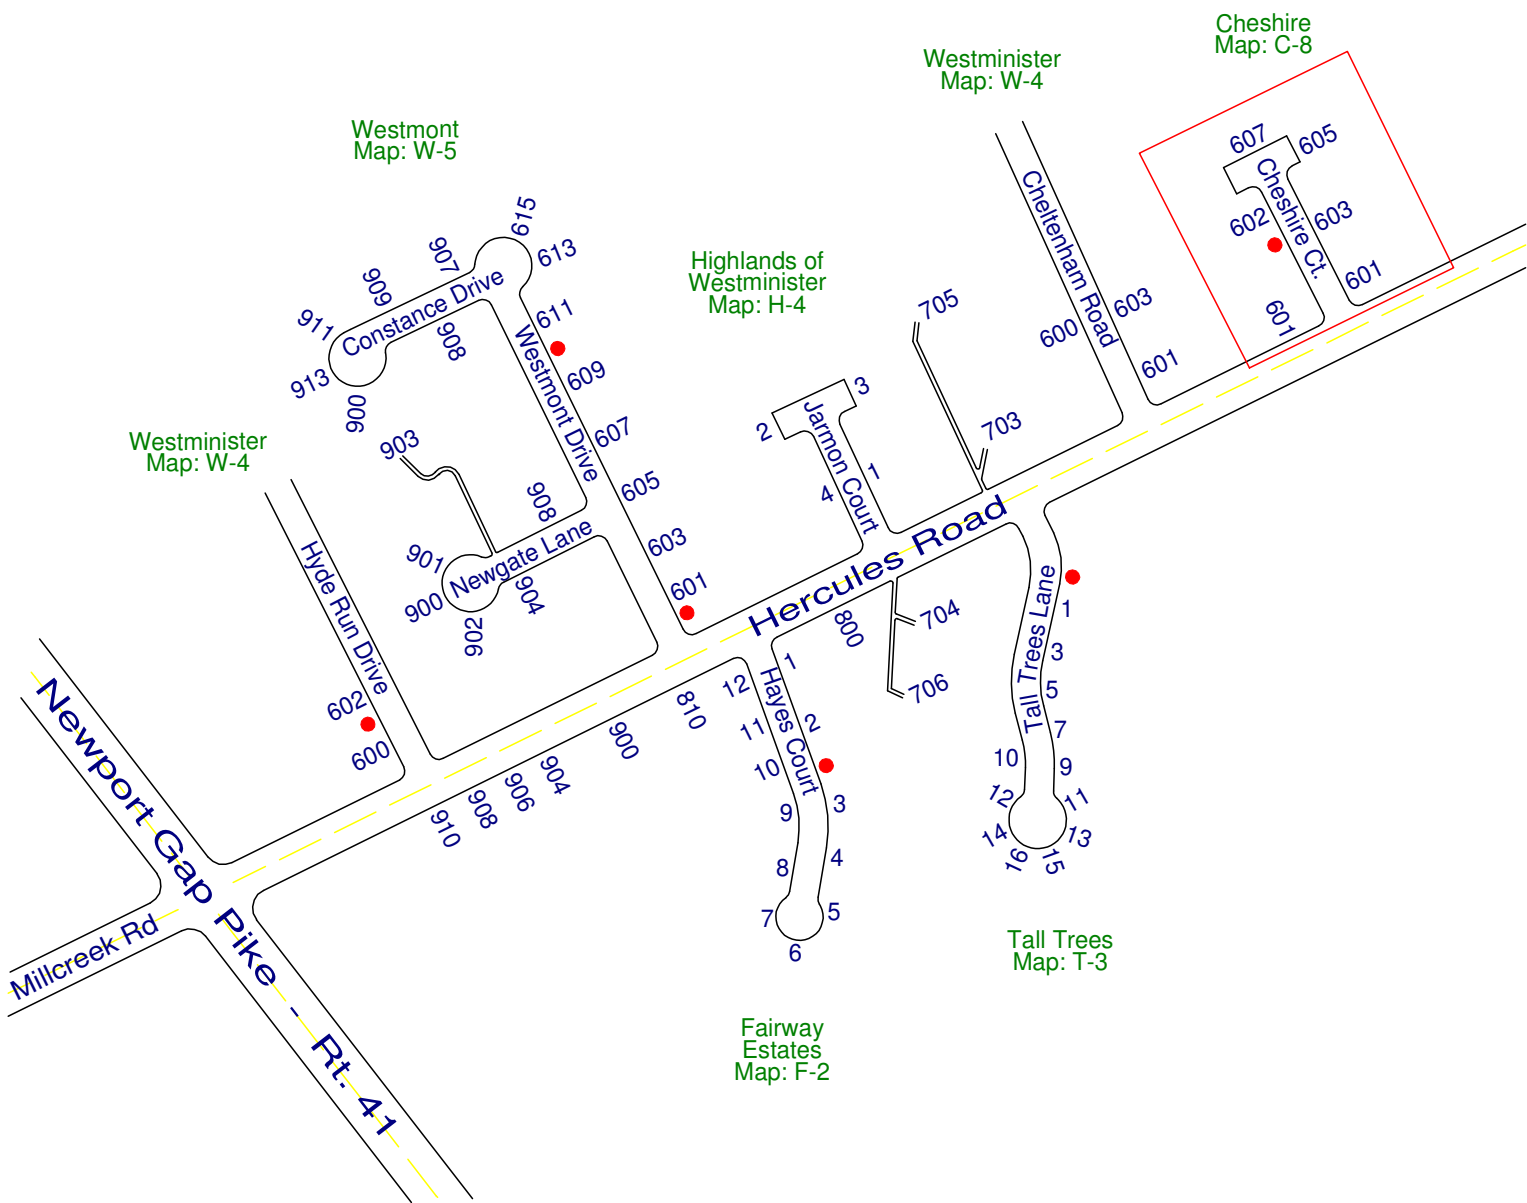 Cheshire
Map: C-8
Westminister
Map: W-4
Westmont
Map: W-5
Highlands of
Westminister
Map: H-4
Westminister
Map: W-4
Tall Trees
Map: T-3
Fairway
Estates
Map: F-2
607
605
602
603
601
601
Cheshire Ct.
Cheltenham Road
600
603
601
705
703
615
613
907
909
911
913
900
908
Constance Drive
611
609
607
605
603
601
Westmont Drive
903
908
901
900
902
904
Newgate Lane
Hyde Run Drive
602
600
3
2
1
4
Jarmon Court
Hercules Road
800
704
706
810
900
904
906
908
910
1
12
2
11
10
3
9
4
8
5
7
6
Hayes Court
Tall Trees Lane
1
3
5
7
10
9
12
11
14
13
16
15
Newport Gap Pike - Rt. 41
Millcreek Rd